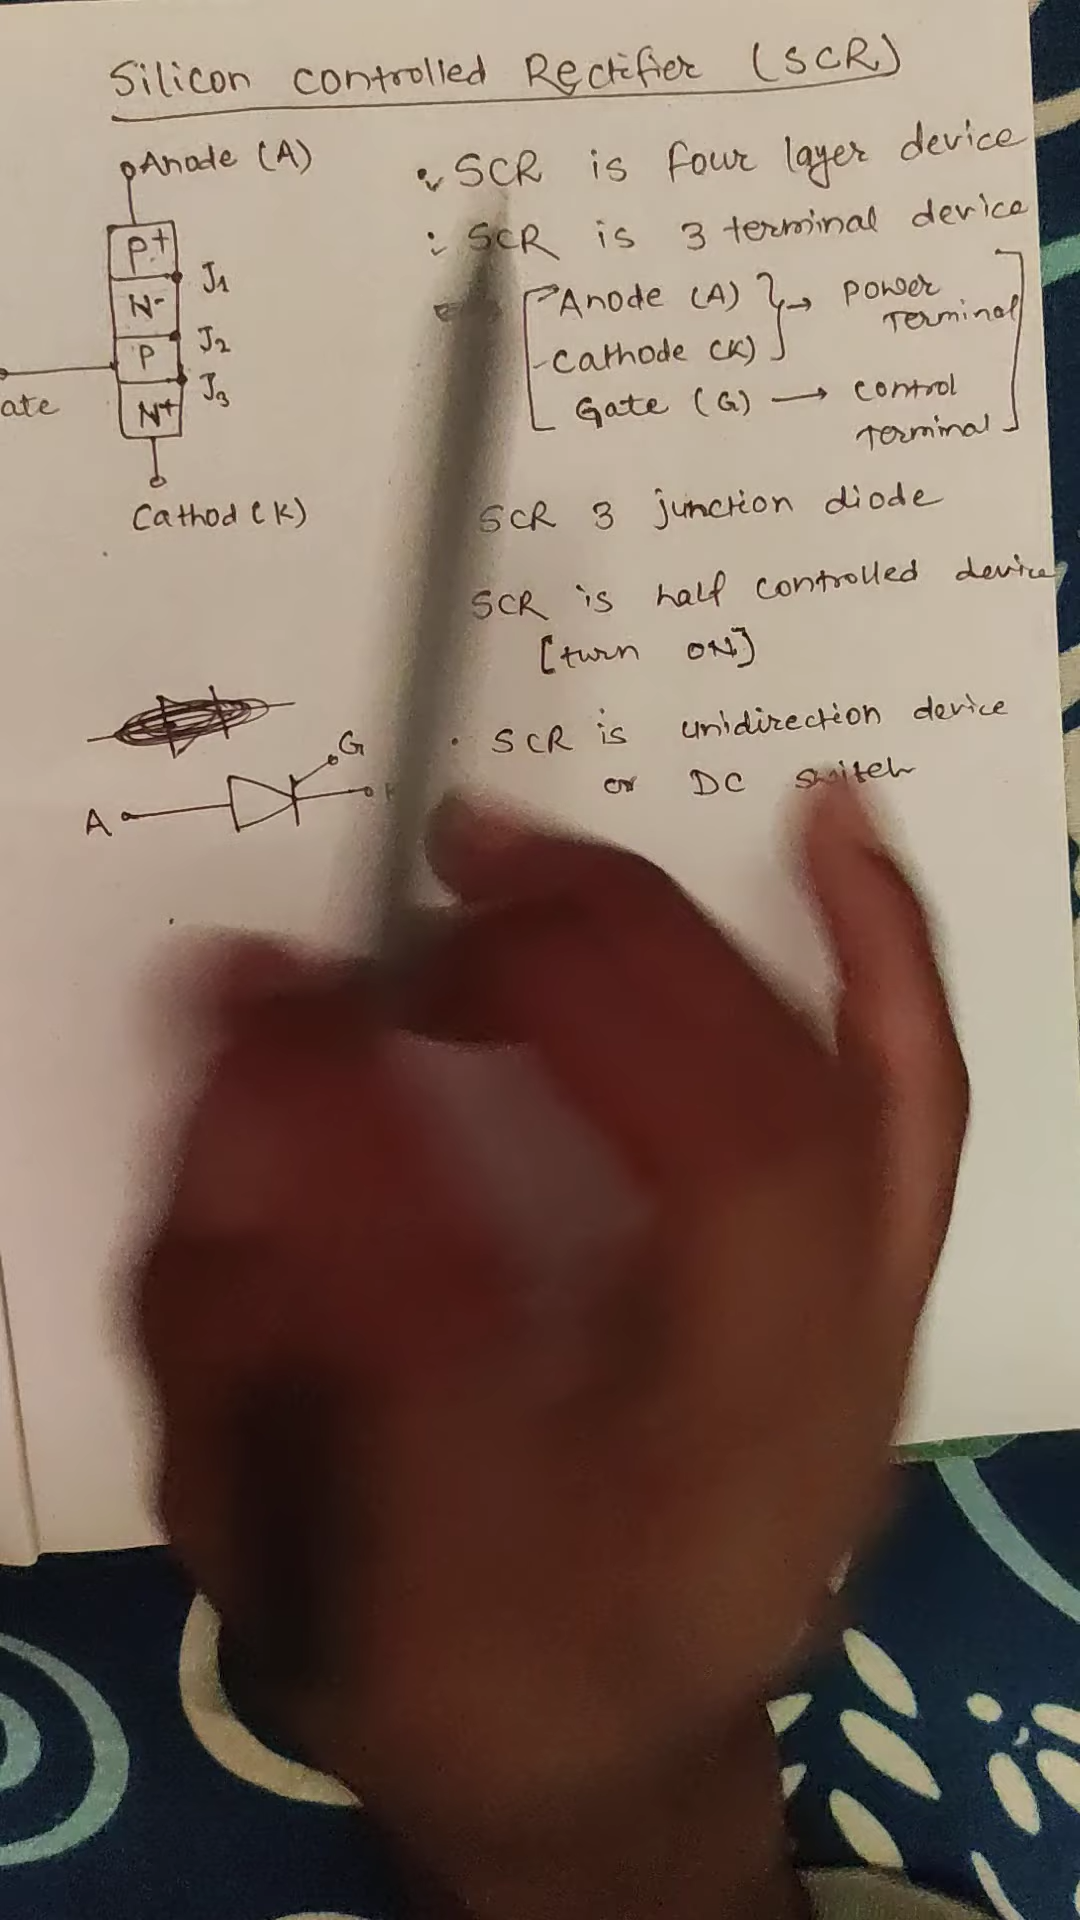 Silicon controlled Rectifier (SCR)
Anode (A)
P+
J1
N-
J2
P
J3
ate
N+
Cathod (K)
SCR is four layer device
SCR is 3 terminal device
Anode (A) → power terminal
Cathode (K)
Gate (G) → control terminal
SCR 3 junction diode
SCR is half controlled device
[turn ON]
SCR is unidirection device
or DC switch
G
A